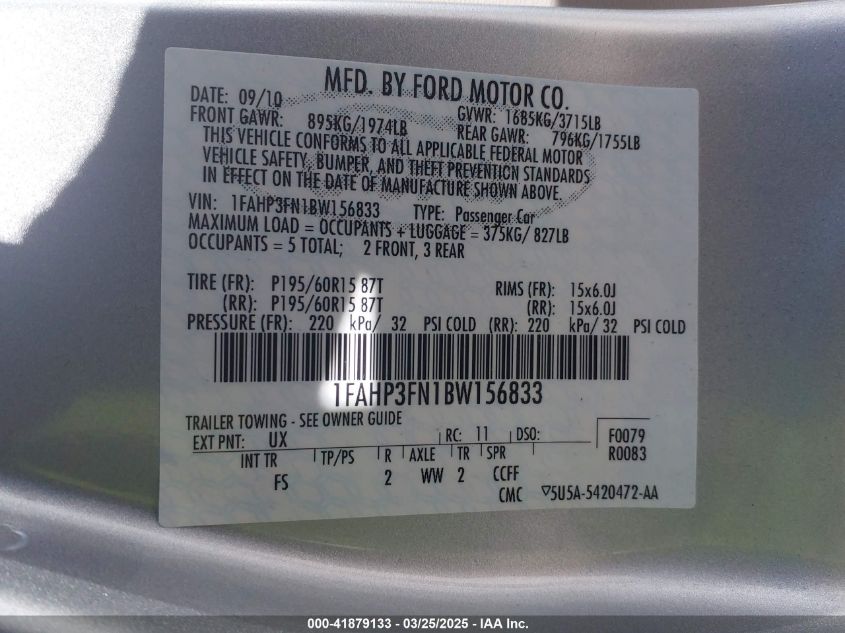 MFD. BY FORD MOTOR CO.
DATE: 09/10 GVWR: 1685KG/3715LB
FRONT GAWR: 895KG/1974LB REAR GAWR: 796KG/1755LB
THIS VEHICLE CONFORMS TO ALL APPLICABLE FEDERAL MOTOR
VEHICLE SAFETY, BUMPER, AND THEFT PREVENTION STANDARDS
IN EFFECT ON THE DATE OF MANUFACTURE SHOWN ABOVE.
VIN: 1FAHP3FN1BW156833 TYPE: Passenger Car
MAXIMUM LOAD = OCCUPANTS + LUGGAGE = 375KG/ 827LB
OCCUPANTS = 5 TOTAL; 2 FRONT, 3 REAR
TIRE (FR): P195/60R15 87T RIMS (FR): 15x6.0J
(RR): P195/60R15 87T (RR): 15x6.0J
PRESSURE (FR): 220 kPa/ 32 PSI COLD (RR): 220 kPa/ 32 PSI COLD
1FAHP3FN1BW156833
TRAILER TOWING - SEE OWNER GUIDE
EXT PNT: UX RC: 11 DSO: F0079
R0083
INT TR TP/PS R AXLE TR SPR
FS 2 WW 2 CCFF
CMC ▽5U5A-5420472-AA
000-41879133 - 03/25/2025 - IAA Inc.